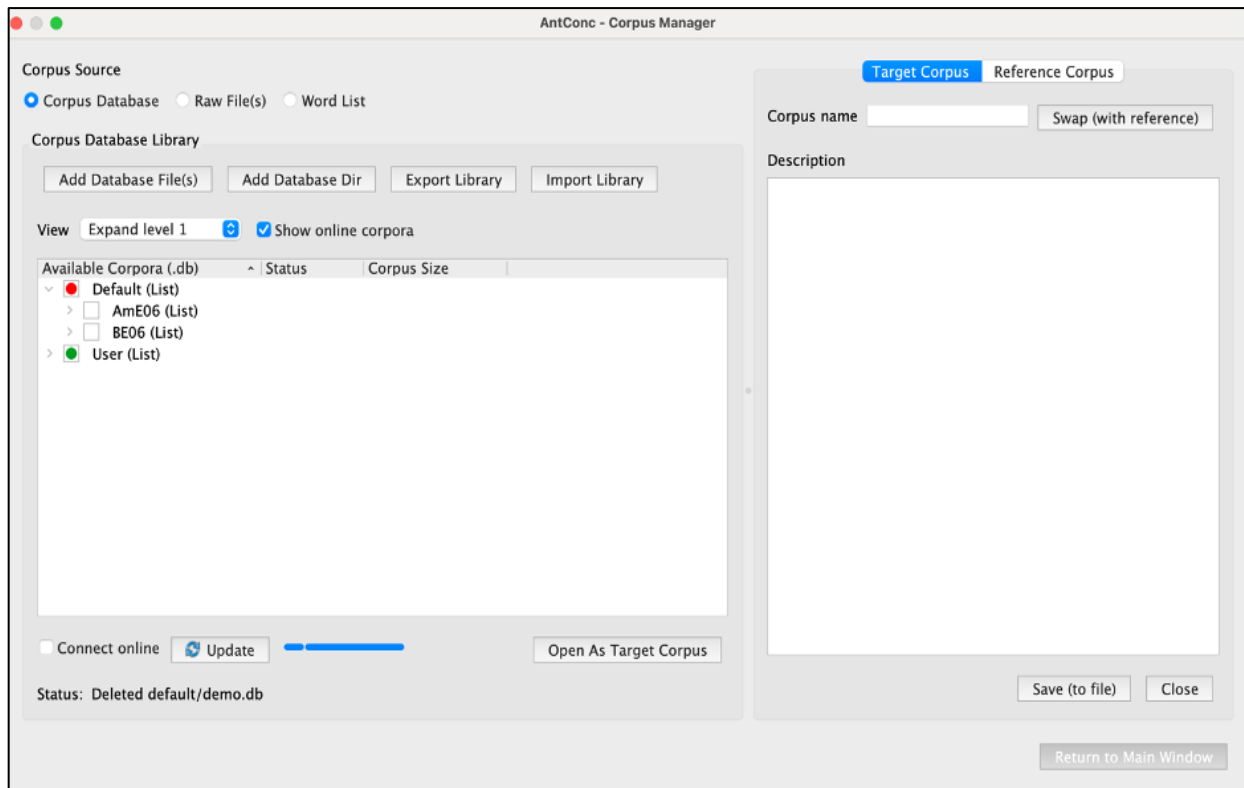 AntConc - Corpus Manager
Corpus Source
Corpus Database Raw File(s) Word List
Corpus Database Library
Add Database File(s) Add Database Dir Export Library Import Library
View Expand level 1 Show online corpora
Available Corpora (.db) Status Corpus Size
Default (List)
AmE06 (List)
BE06 (List)
User (List)
Connect online Update Open As Target Corpus
Status: Deleted default/demo.db
Target Corpus Reference Corpus
Corpus name Swap (with reference)
Description
Save (to file) Close
Return to Main Window